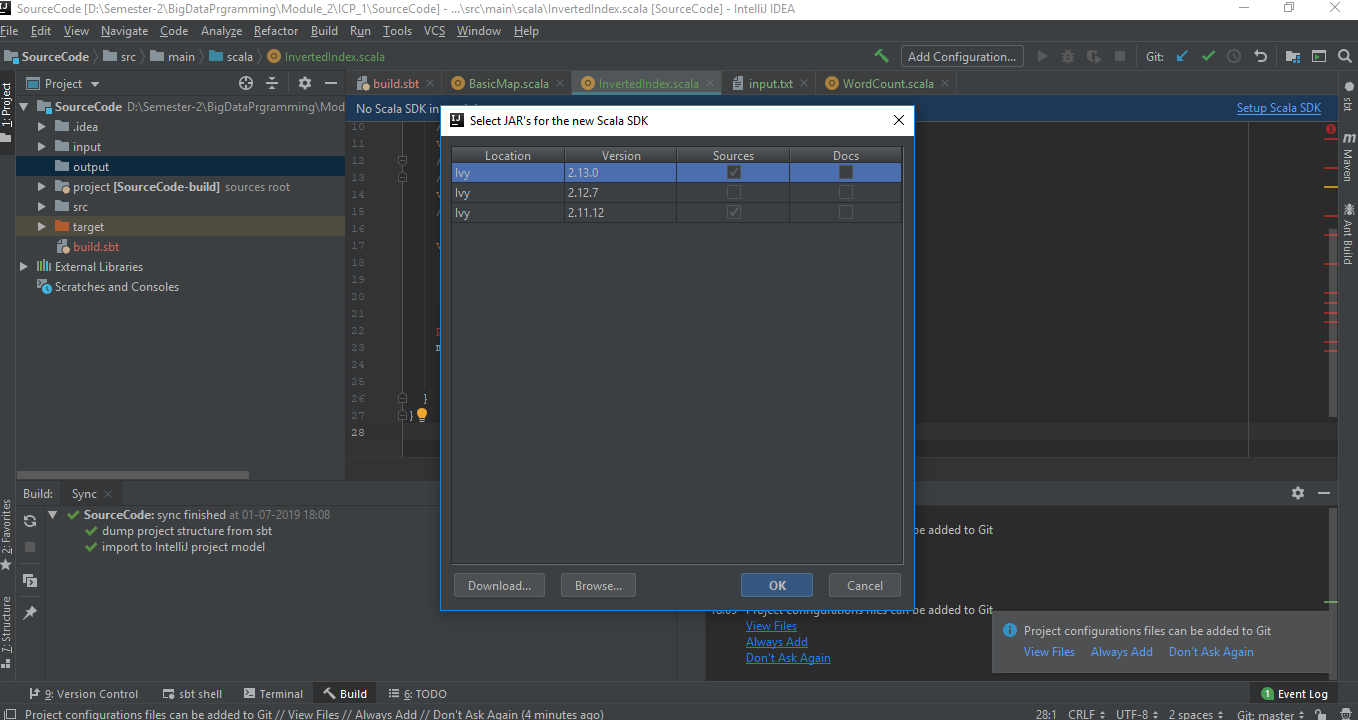 SourceCode [D:\Semester-2\BigDataPrgramming\Module_2\ICP_1\SourceCode] - ...\src\main\scala\InvertedIndex.scala [SourceCode] - IntelliJ IDEA
File Edit View Navigate Code Analyze Refactor Build Run Tools VCS Window Help
SourceCode src main scala InvertedIndex.scala Add Configuration... Git:
Project build.sbt BasicMap.scala InvertedIndex.scala input.txt WordCount.scala
1: Project
SourceCode D:\Semester-2\BigDataPrgramming\Mod
.idea
input
output
project [SourceCode-build] sources root
src
target
build.sbt
External Libraries
Scratches and Consoles
No Scala SDK in
Setup Scala SDK
10 /
11
12 /
13 /
14
15 /
16
17
18
19
20
21
22
23
24
25
26 }
27 }
28
Select JAR's for the new Scala SDK
Location Version Sources Docs
Ivy 2.13.0
Ivy 2.12.7
Ivy 2.11.12
Download... Browse... OK Cancel
sbt
Maven
Ant Build
Build: Sync
SourceCode: sync finished at 01-07-2019 18:08
dump project structure from sbt
import to IntelliJ project model
2: Favorites
7: Structure
be added to Git
Project configurations files can be added to Git
View Files
Always Add
Don't Ask Again
Project configurations files can be added to Git
View Files Always Add Don't Ask Again
9: Version Control sbt shell Terminal Build 6: TODO 1 Event Log
Project configurations files can be added to Git // View Files // Always Add // Don't Ask Again (4 minutes ago) 28:1 CRLF UTF-8 2 spaces Git: master